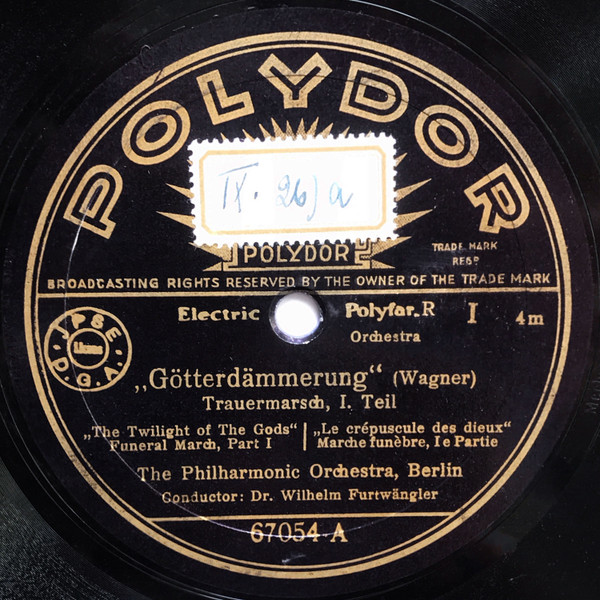 POLYDOR
IX. 26) a
POLYDOR
TRADE MARK
REGD
BROADCASTING RIGHTS RESERVED BY THE OWNER OF THE TRADE MARK
Electric Polyfar.R I 4m
Orchestra
JPSE
D.G.A.
„Götterdämmerung“ (Wagner)
Trauermarsch, I. Teil
„The Twilight of The Gods“
Funeral March, Part I
„Le crépuscule des dieux“
Marche funèbre, Ie Partie
The Philharmonic Orchestra, Berlin
Conductor: Dr. Wilhelm Furtwängler
67054 A